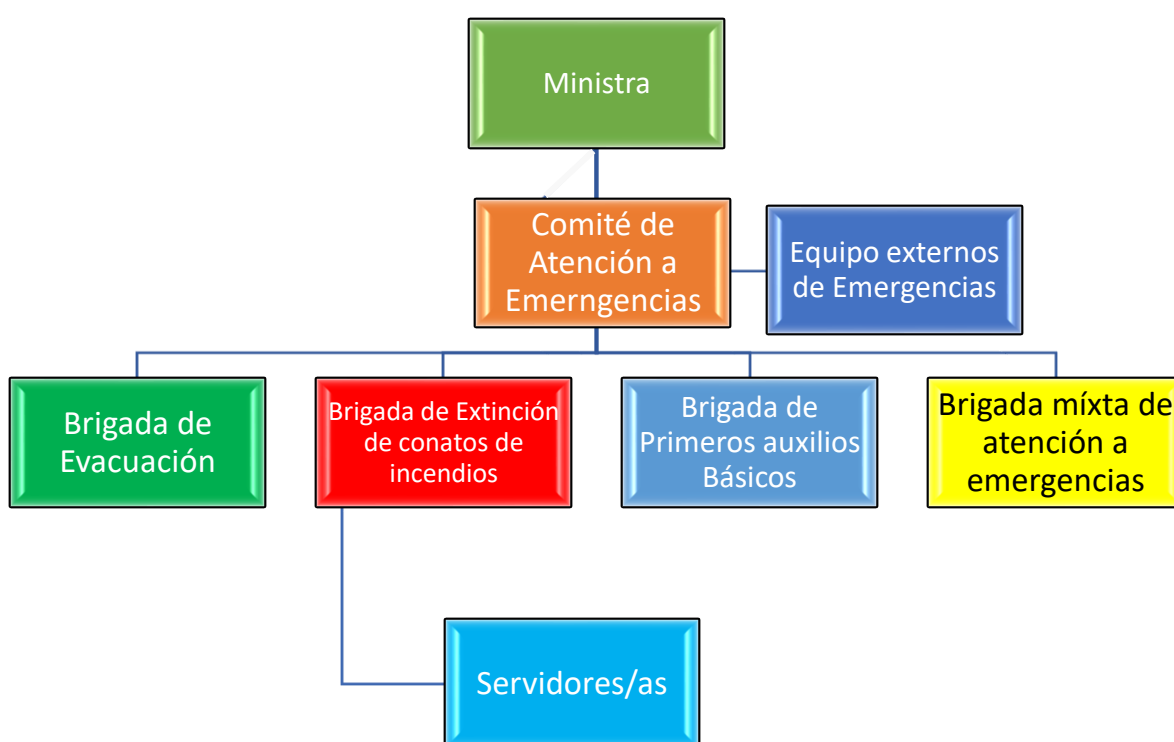 Ministra
Comité de
Atención a
Emerngencias
Equipo externos
de Emergencias
Brigada de
Evacuación
Brigada de Extinción
de conatos de
incendios
Brigada de
Primeros auxilios
Básicos
Brigada míxta de
atención a
emergencias
Servidores/as